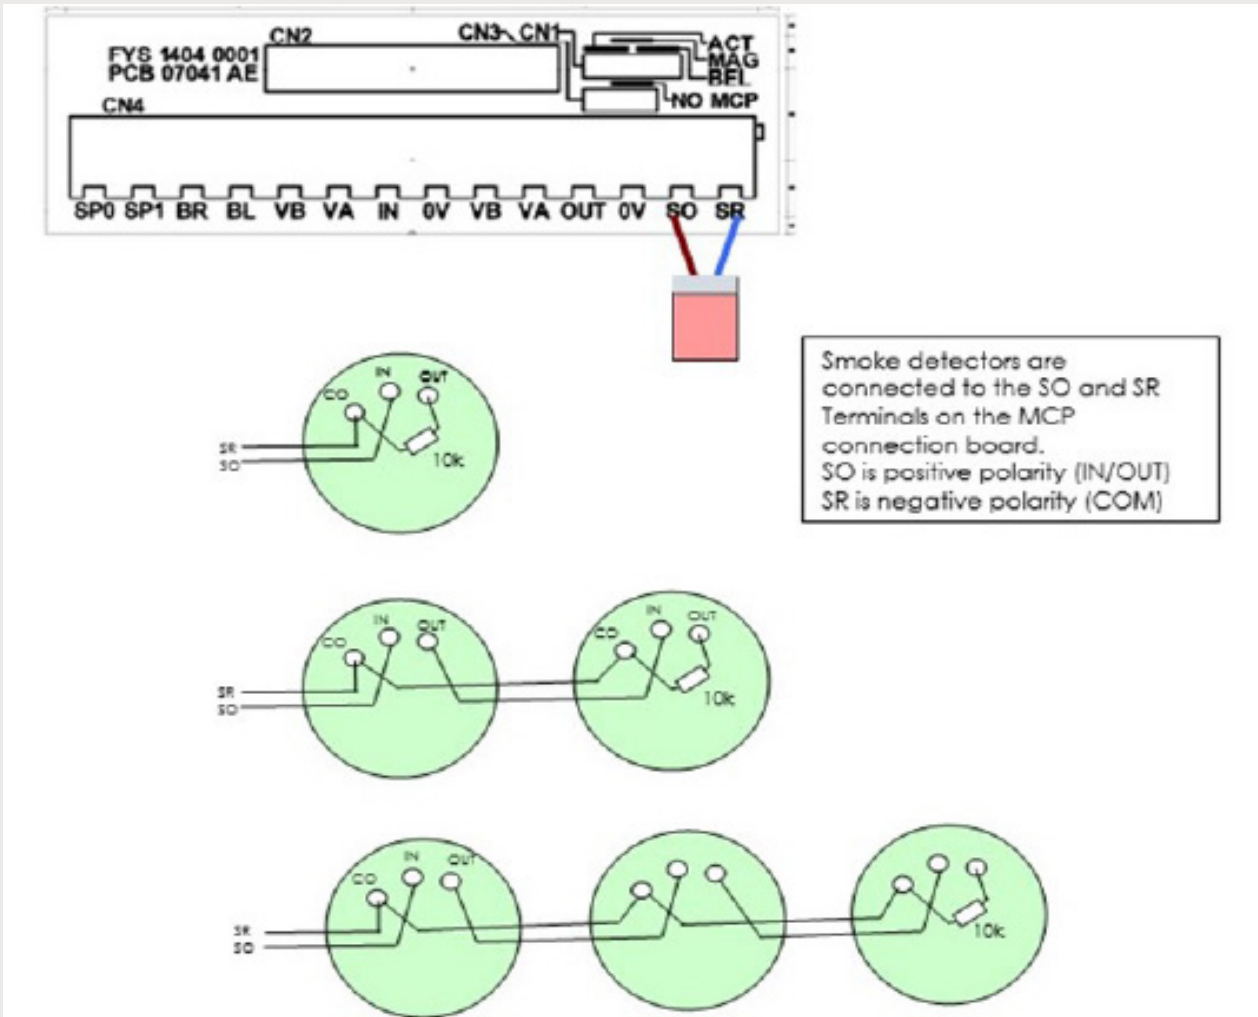 CN2
CN3
CN1
ACT
FYS 1404 0001
MAG
PCB 07041 AE
BEL
CN4
NO MCP
SP0 SP1 BR BL VB VA IN 0V VB VA OUT 0V SO SR
Smoke detectors are
connected to the SO and SR
Terminals on the MCP
connection board.
SO is positive polarity (IN/OUT)
SR is negative polarity (COM)
CO IN OUT
SR
SO
10k
CO IN OUT
SR
SO
CO IN OUT
10k
CO IN OUT
SR
SO
10k